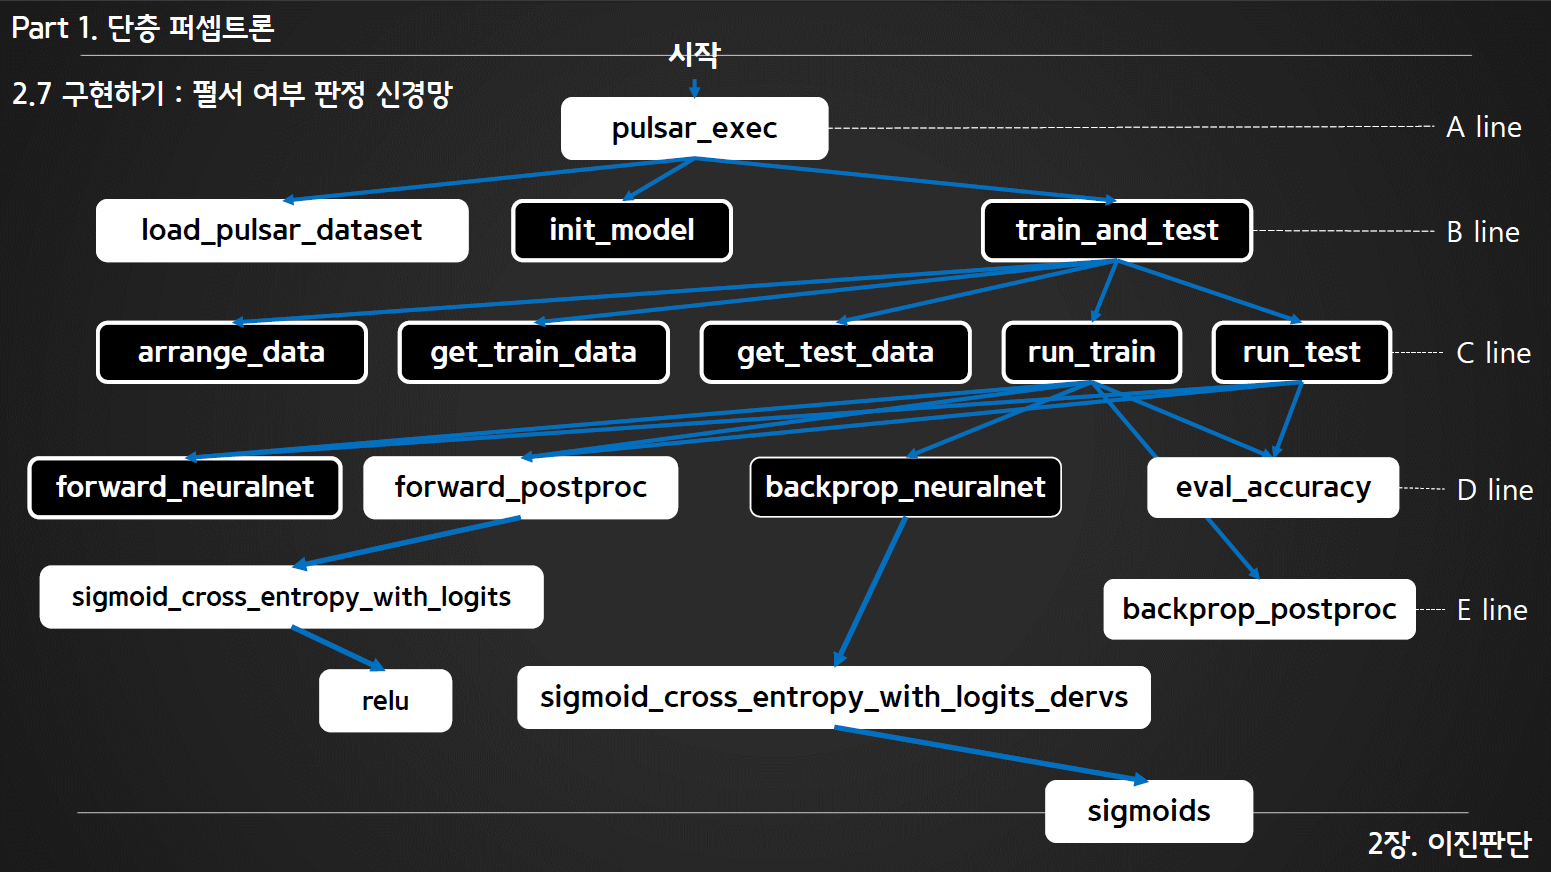 Part 1. 단층 퍼셉트론
시작
2.7 구현하기 : 펄서 여부 판정 신경망
pulsar_exec
A line
load_pulsar_dataset
init_model
train_and_test
B line
arrange_data
get_train_data
get_test_data
run_train
run_test
C line
forward_neuralnet
forward_postproc
backprop_neuralnet
eval_accuracy
D line
sigmoid_cross_entropy_with_logits
backprop_postproc
E line
relu
sigmoid_cross_entropy_with_logits_dervs
sigmoids
2장. 이진판단